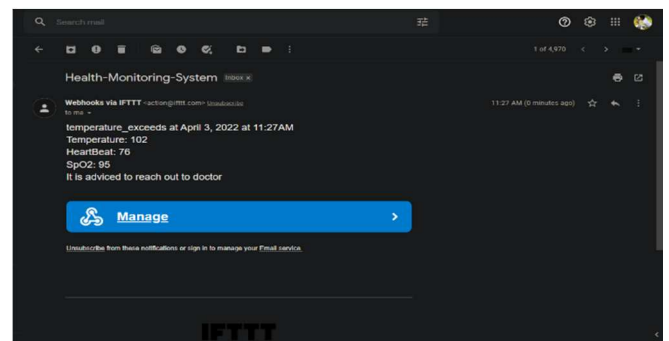 Search mail
1 of 4,970
Health-Monitoring-System Inbox x
Webhooks via IFTTT <action@ifttt.com> Unsubscribe
11:27 AM (0 minutes ago)
to me
temperature_exceeds at April 3, 2022 at 11:27AM
Temperature: 102
HeartBeat: 76
SpO2: 95
It is adviced to reach out to doctor
Manage
Unsubscribe from these notifications or sign in to manage your Email service.
IFTTT